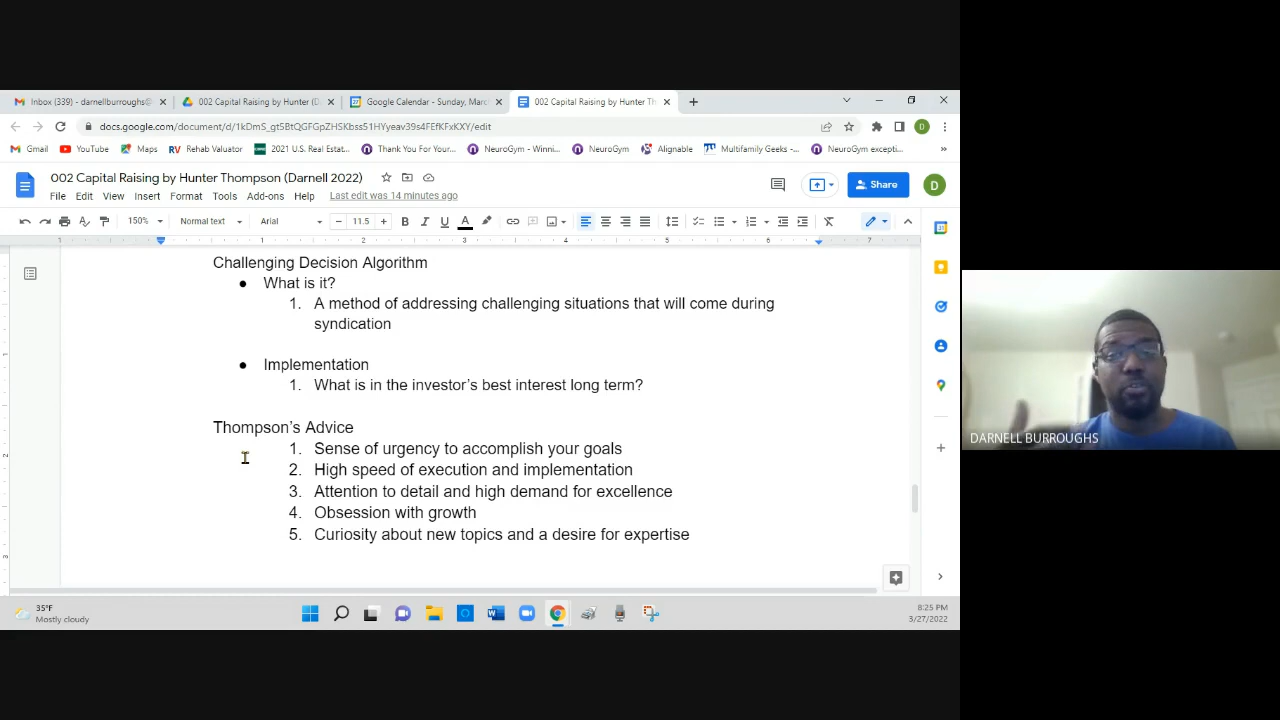 Inbox (339) - darnellburroughs@
002 Capital Raising by Hunter (D
Google Calendar - Sunday, March
002 Capital Raising by Hunter Th
docs.google.com/document/d/1kDmS_gt5BtQGFGpZHSKbss51HYyeav39s4FEfKFxKXY/edit
Gmail
YouTube
Maps
RV Rehab Valuator
2021 U.S. Real Estat...
Thank You For Your...
NeuroGym - Winni...
NeuroGym
Alignable
Multifamily Geeks -...
NeuroGym excepti...
002 Capital Raising by Hunter Thompson (Darnell 2022)
File Edit View Insert Format Tools Add-ons Help Last edit was 14 minutes ago
Share
D
150% Normal text Arial 11.5 B I U A
Challenging Decision Algorithm
● What is it?
1. A method of addressing challenging situations that will come during
syndication
● Implementation
1. What is in the investor's best interest long term?
Thompson's Advice
1. Sense of urgency to accomplish your goals
2. High speed of execution and implementation
3. Attention to detail and high demand for excellence
4. Obsession with growth
5. Curiosity about new topics and a desire for expertise
DARNELL BURROUGHS
35°F
Mostly cloudy
8:25 PM
3/27/2022